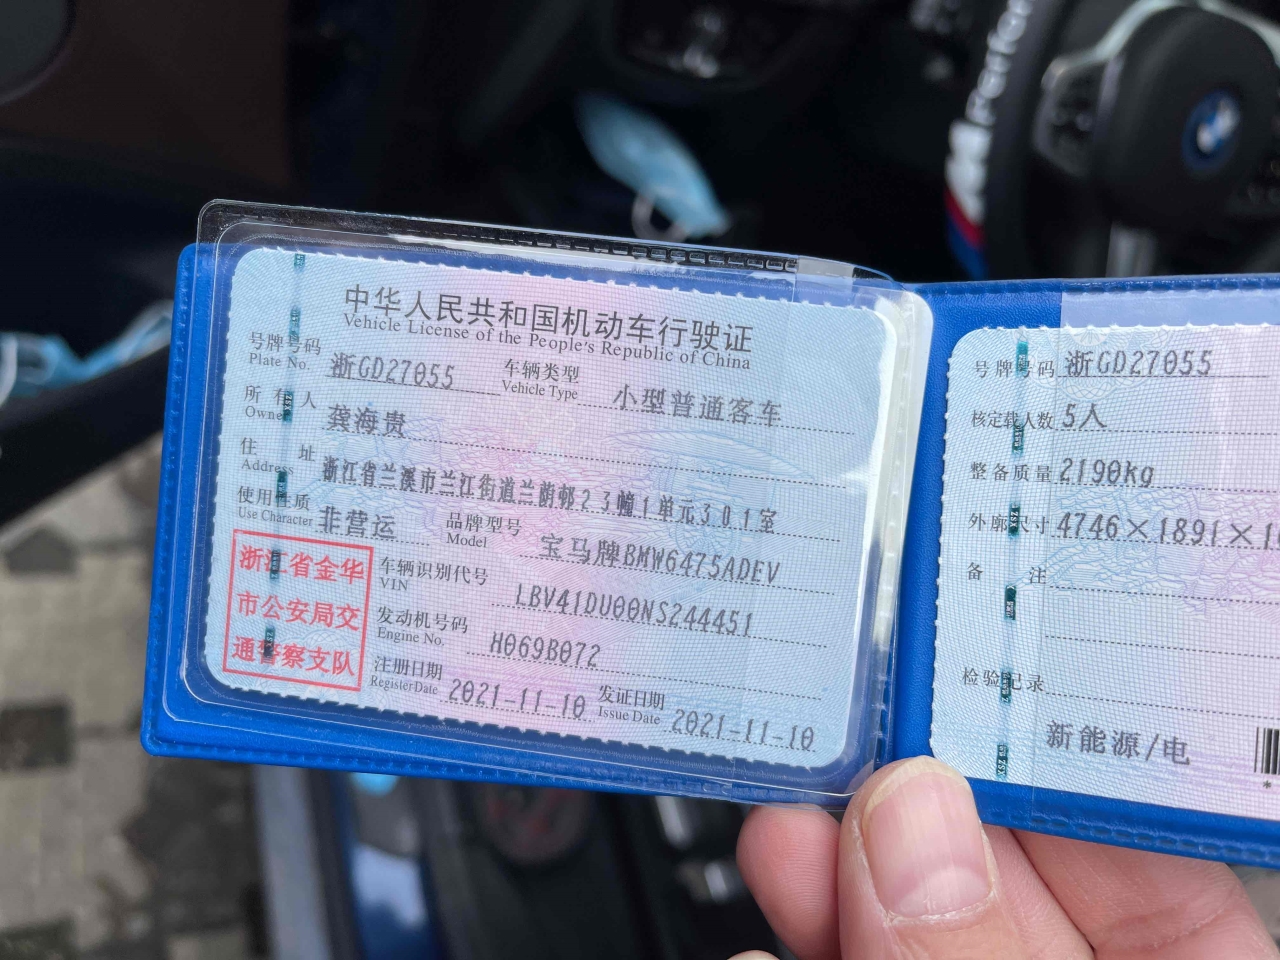 中华人民共和国机动车行驶证
Vehicle License of the People's Republic of China
号牌号码 浙GD27055 车辆类型 小型普通客车
Plate No. Vehicle Type
所有人 龚海贵
Owner
住址 浙江省兰溪市兰江街道兰荫邨23幢1单元301室
Address
使用性质 非营运 品牌型号 宝马牌BMW6475ADEV
Use Character Model
浙江省金华
市公安局交
通警察支队
车辆识别代号 LBV41DU00NS244451
VIN
发动机号码 H069B072
Engine No.
注册日期 2021-11-10 发证日期 2021-11-10
Register Date Issue Date
号牌号码 浙GD27055
核定载人数 5人
整备质量 2190kg
外廓尺寸 4746×1891×1
备注
检验记录
新能源/电
*
Perfor